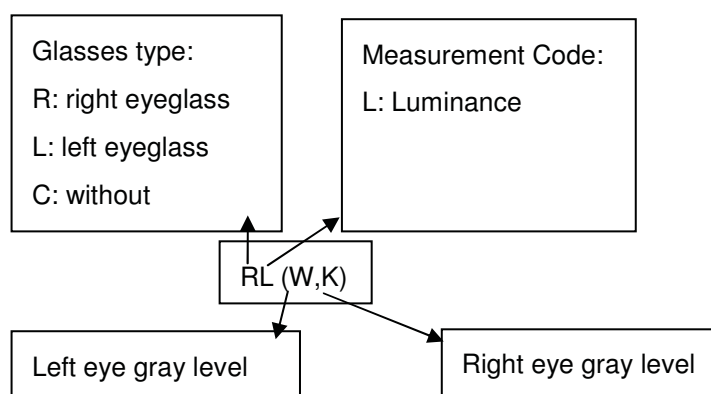 Glasses type:
R: right eyeglass
L: left eyeglass
C: without
Measurement Code:
L: Luminance
RL (W,K)
Left eye gray level
Right eye gray level